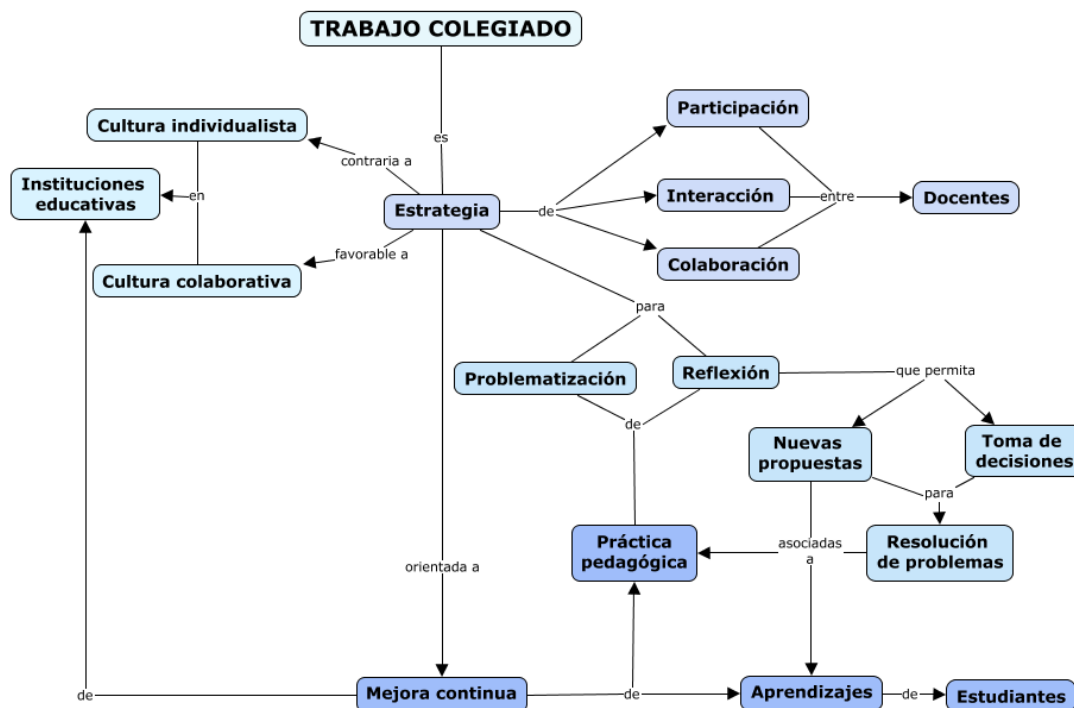 TRABAJO COLEGIADO
es
Participación
Cultura individualista
contraria a
Instituciones
educativas
en
Estrategia
de
Interacción
entre
Docentes
favorable a
Colaboración
Cultura colaborativa
para
Problematización
Reflexión
que permita
de
Nuevas
propuestas
Toma de
decisiones
para
Práctica
pedagógica
asociadas
a
Resolución
de problemas
orientada a
de
Mejora continua
de
Aprendizajes
de
Estudiantes